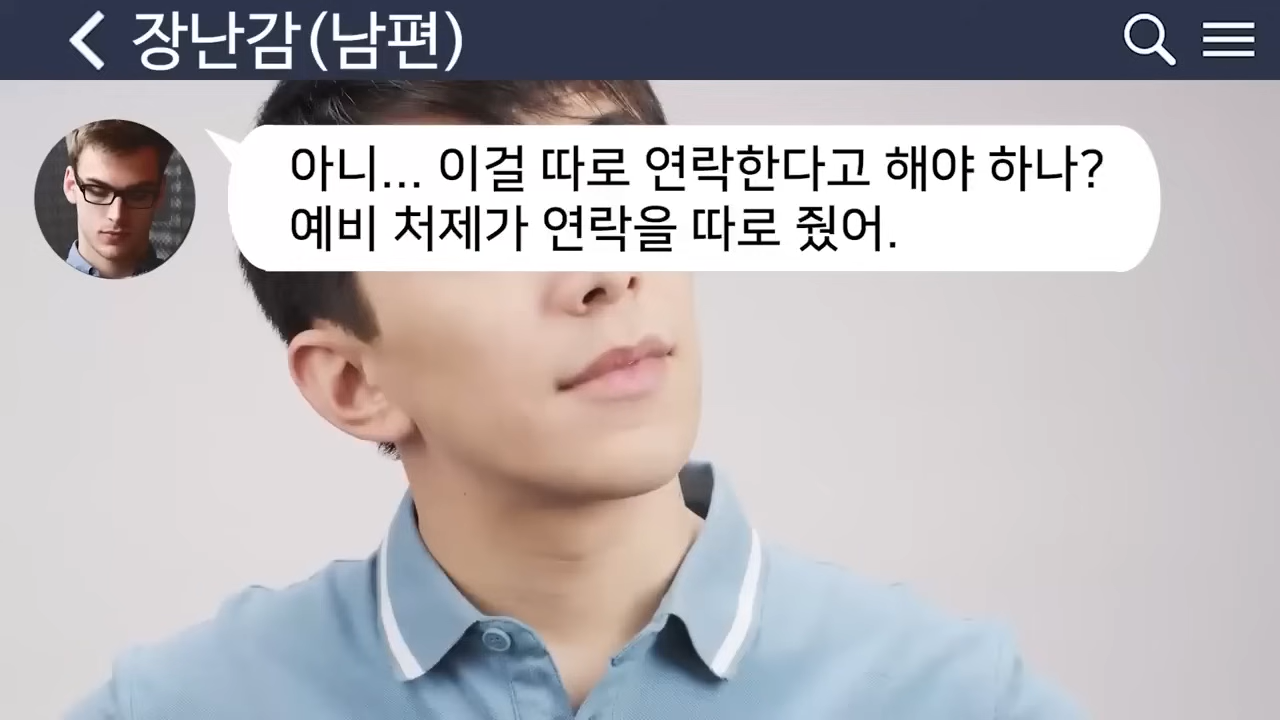 장난감(남편)
아니... 이걸 따로 연락한다고 해야 하나?
예비 처제가 연락을 따로 줬어.